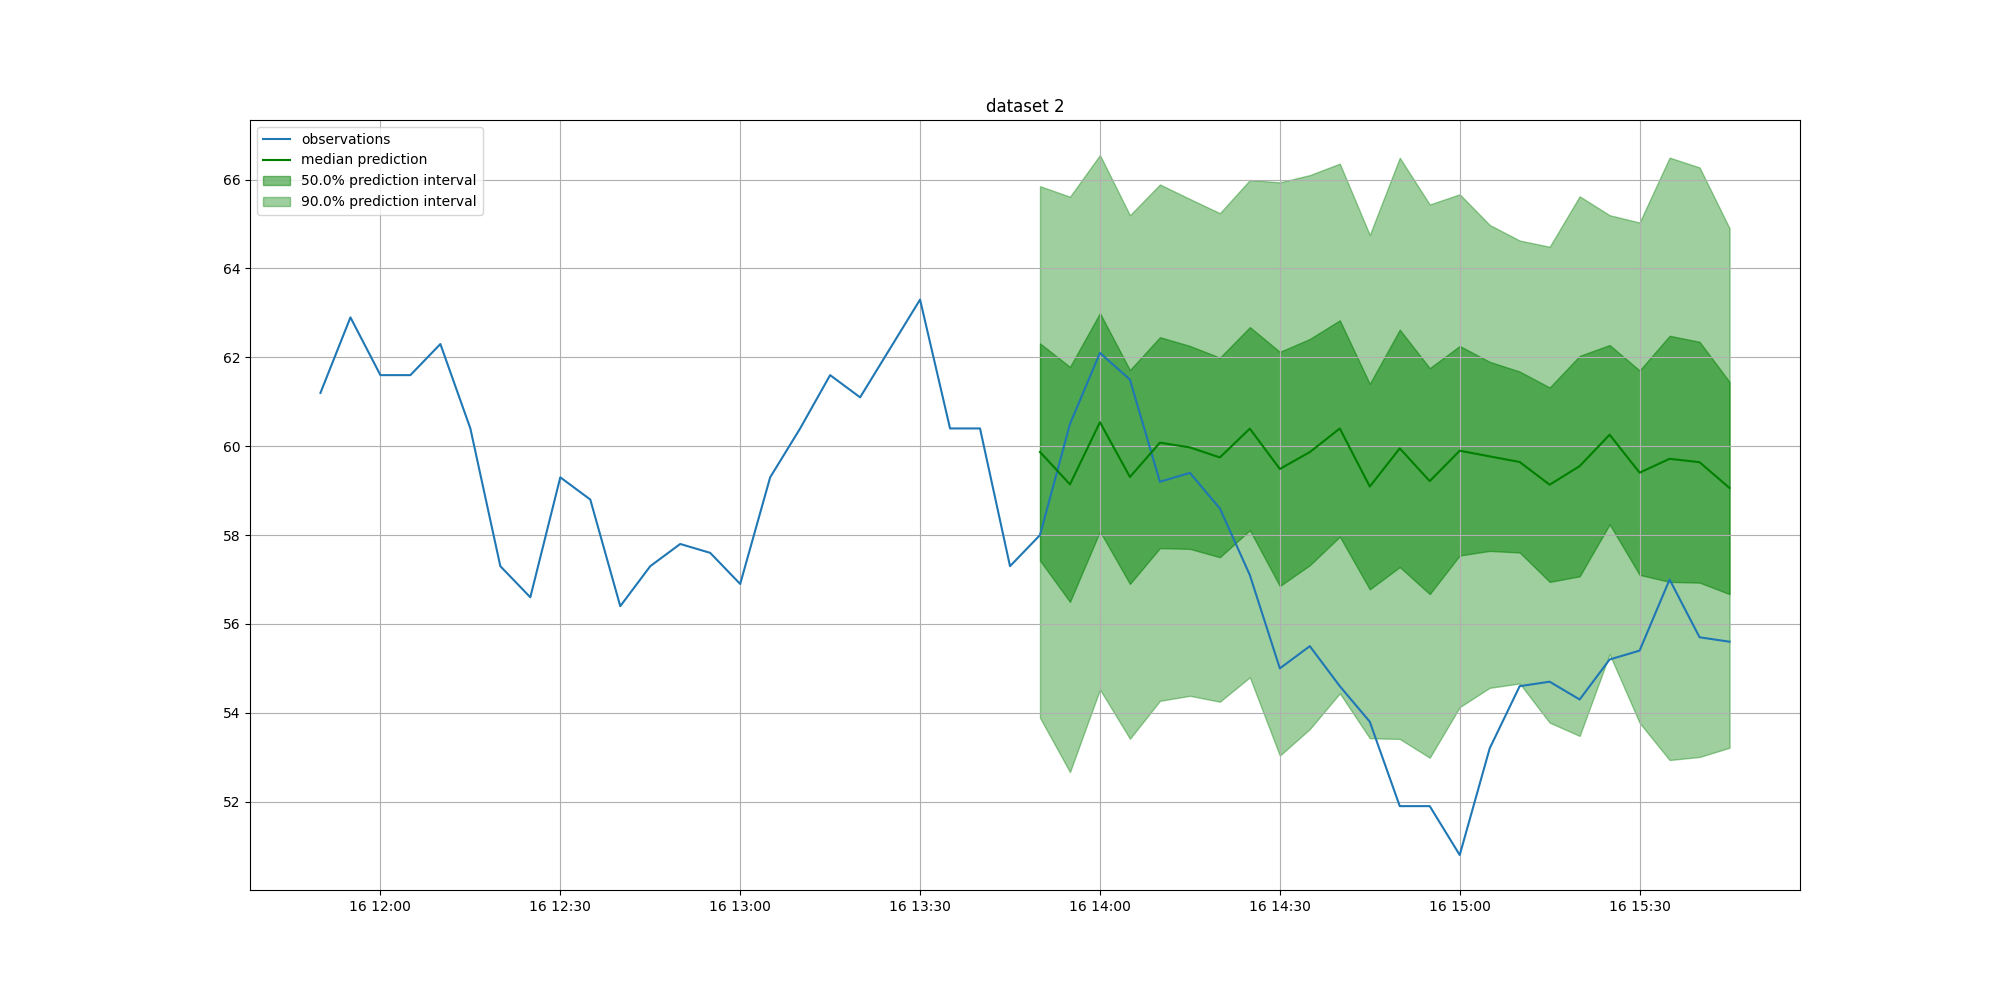 dataset 2
observations
median prediction
50.0% prediction interval
90.0% prediction interval
66
64
62
60
58
56
54
52
16 12:00 16 12:30 16 13:00 16 13:30 16 14:00 16 14:30 16 15:00 16 15:30